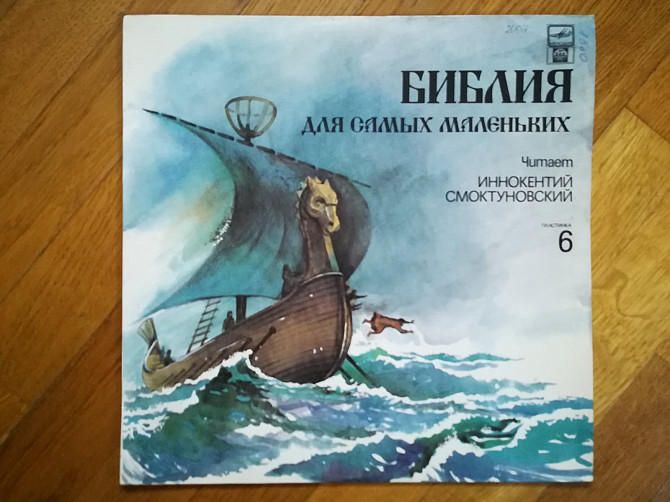 БИБЛИЯ
ДЛЯ САМЫХ МАЛЕНЬКИХ
Читает
ИННОКЕНТИЙ
СМОКТУНОВСКИЙ
ПЛАСТИНКА
6